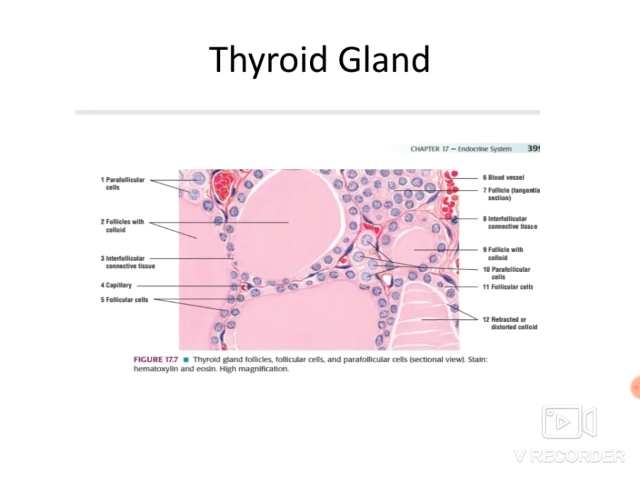 Thyroid Gland
CHAPTER 17 — Endocrine System 395
1 Parafollicular
cells
2 Follicles with
colloid
3 Interfollicular
connective tissue
4 Capillary
5 Follicular cells
6 Blood vessel
7 Follicle (tangentia
section)
8 Interfollicular
connective tissue
9 Follicle with
colloid
10 Parafollicular
cells
11 Follicular cells
12 Retracted or
distorted colloid
FIGURE 17.7 ■ Thyroid gland follicles, follicular cells, and parafollicular cells (sectional view). Stain:
hematoxylin and eosin. High magnification.
V RECORDER